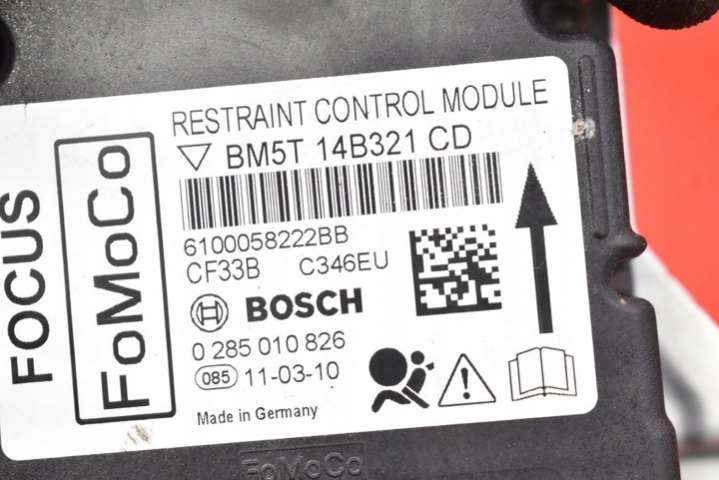 FOCUS
FoMoCo
RESTRAINT CONTROL MODULE
BM5T 14B321 CD
6100058222BB
CF33B C346EU
BOSCH
0 285 010 826
085 11-03-10
Made in Germany
FoMoCo